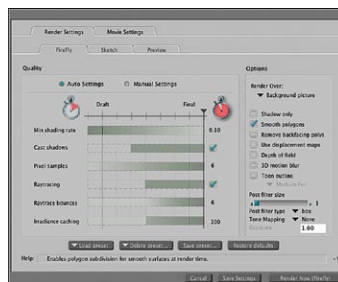 Render Settings
Movie Settings
FireFly
Sketch
Preview
Quality
Auto Settings
Manual Settings
Draft
Final
Min shading rate
0.10
Cast shadows
Pixel samples
6
Raytracing
Raytrace bounces
6
Irradiance caching
100
Load preset
Delete preset...
Save preset...
Restore defaults
Options
Render Over:
Background picture
Shadow only
Smooth polygons
Remove backfacing polys
Use displacement maps
Depth of field
3D motion blur
Toon outline
Medium Pen
Post filter size
1
Post filter type
box
Tone Mapping
None
Exposure
1.60
Help:
Enables polygon subdivision for smooth surfaces at render time.
Cancel
Save Settings
Render Now (Firefly)